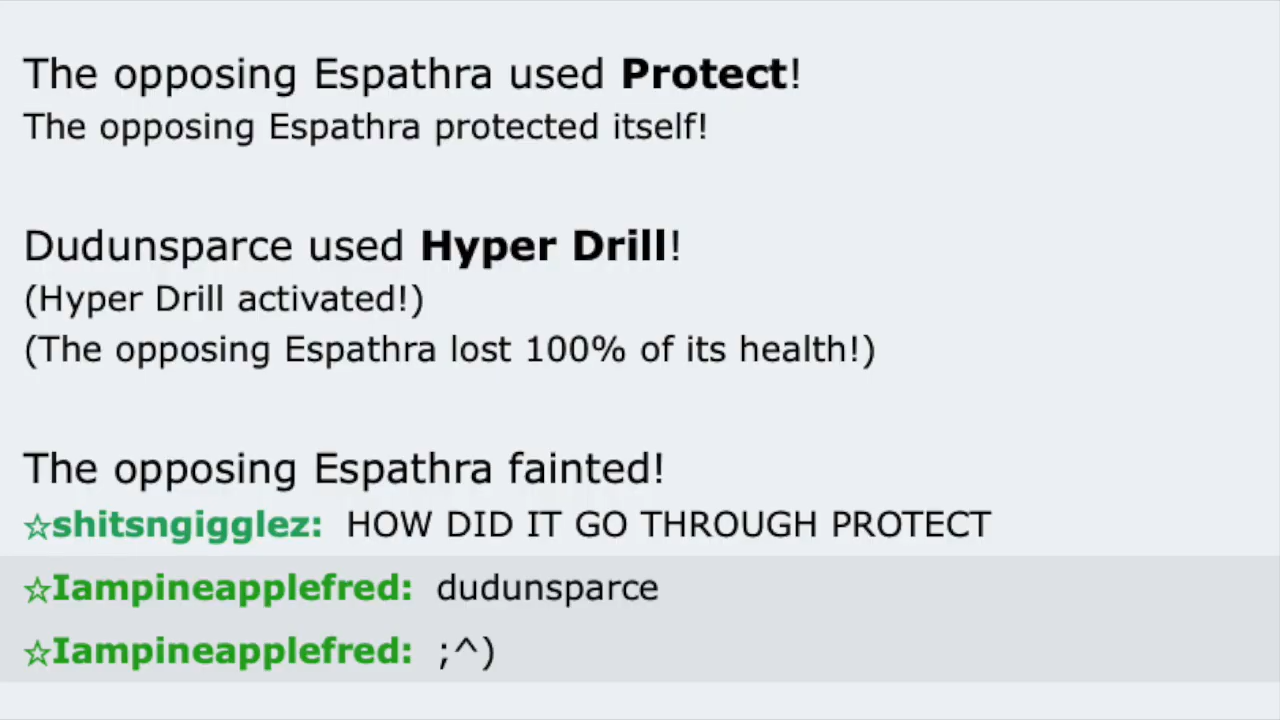 The opposing Espathra used Protect!
The opposing Espathra protected itself!
Dudunsparce used Hyper Drill!
(Hyper Drill activated!)
(The opposing Espathra lost 100% of its health!)
The opposing Espathra fainted!
☆shitsngigglez: HOW DID IT GO THROUGH PROTECT
☆Iampineapplefred: dudunsparce
☆Iampineapplefred: ;^)